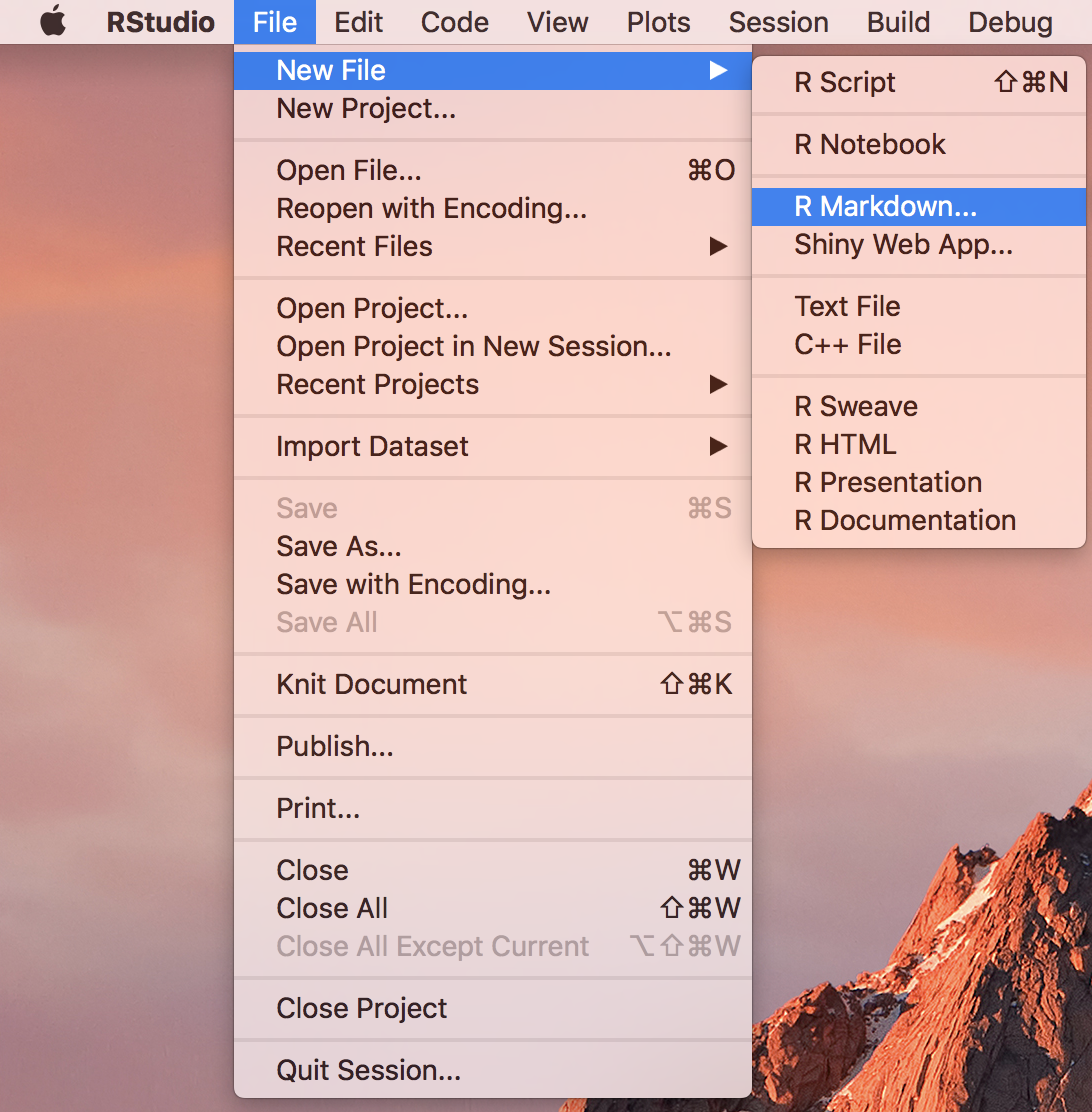 RStudio File Edit Code View Plots Session Build Debug
New File
New Project...
Open File... ⌘O
Reopen with Encoding...
Recent Files
Open Project...
Open Project in New Session...
Recent Projects
Import Dataset
Save ⌘S
Save As...
Save with Encoding...
Save All ⌥⌘S
Knit Document ⇧⌘K
Publish...
Print...
Close ⌘W
Close All ⇧⌘W
Close All Except Current ⌥⇧⌘W
Close Project
Quit Session...
R Script ⇧⌘N
R Notebook
R Markdown...
Shiny Web App...
Text File
C++ File
R Sweave
R HTML
R Presentation
R Documentation